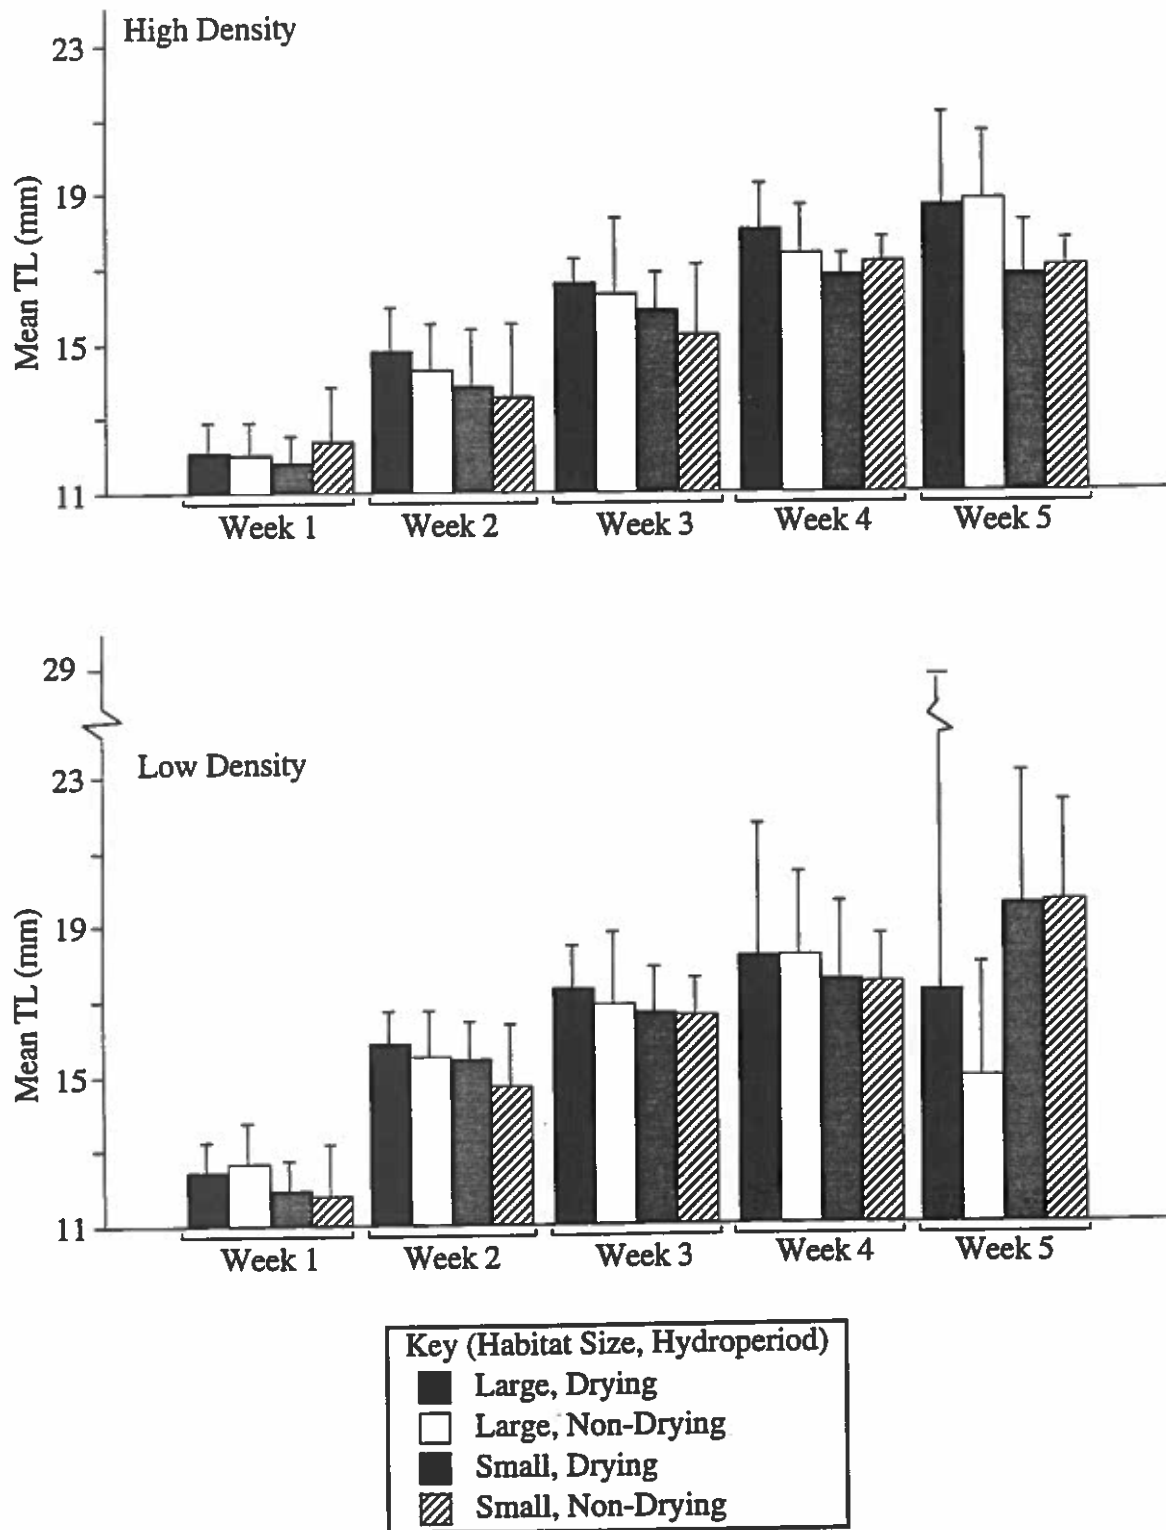 High Density
23
19
15
11
Mean TL (mm)
Week 1 Week 2 Week 3 Week 4 Week 5
29
Low Density
23
19
15
11
Mean TL (mm)
Week 1 Week 2 Week 3 Week 4 Week 5
Key (Habitat Size, Hydroperiod)
Large, Drying
Large, Non-Drying
Small, Drying
Small, Non-Drying